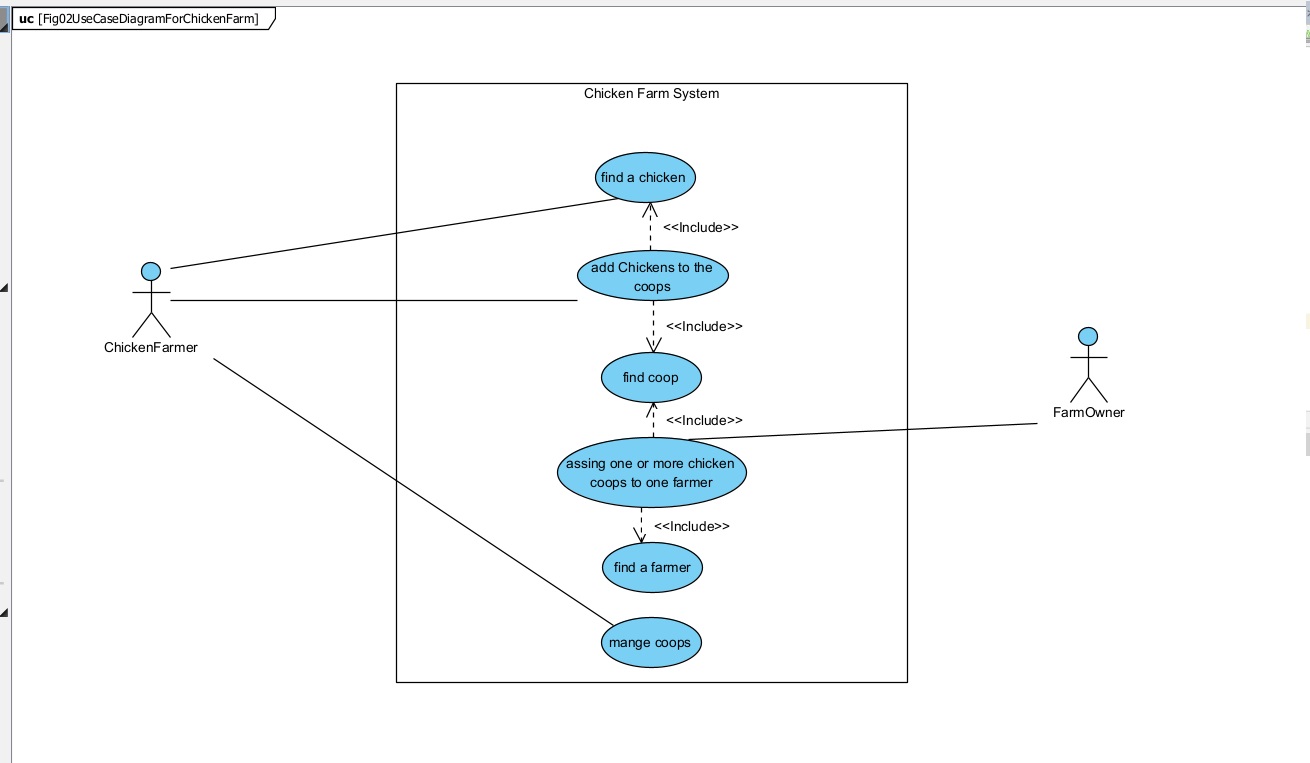 uc [Fig02UseCaseDiagramForChickenFarm]
Chicken Farm System
find a chicken
<<Include>>
add Chickens to the
coops
<<Include>>
ChickenFarmer
find coop
FarmOwner
<<Include>>
assing one or more chicken
coops to one farmer
<<Include>>
find a farmer
mange coops